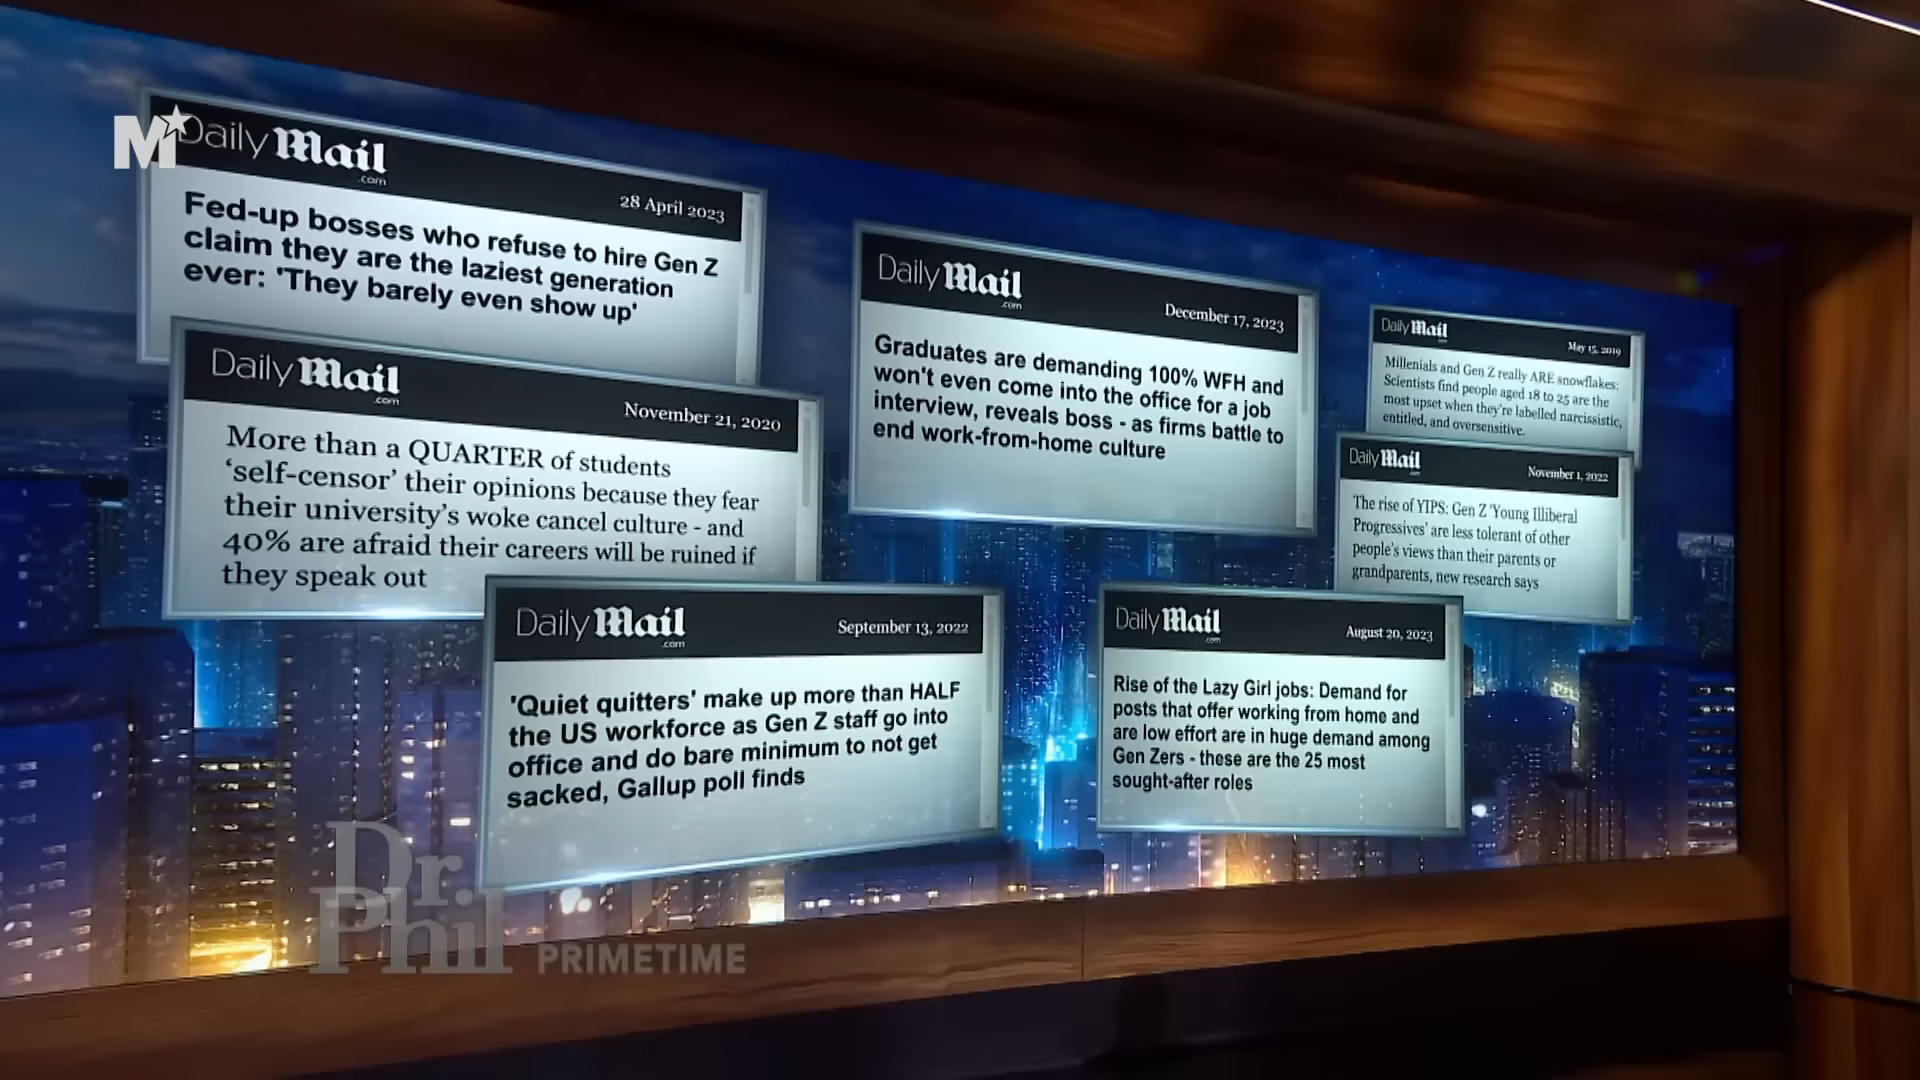 M
Daily Mail
.com
28 April 2023
Fed-up bosses who refuse to hire Gen Z
claim they are the laziest generation
ever: 'They barely even show up'
Daily Mail
.com
November 21, 2020
More than a QUARTER of students
‘self-censor’ their opinions because they fear
their university’s woke cancel culture - and
40% are afraid their careers will be ruined if
they speak out
Daily Mail
.com
September 13, 2022
'Quiet quitters' make up more than HALF
the US workforce as Gen Z staff go into
office and do bare minimum to not get
sacked, Gallup poll finds
Daily Mail
.com
December 17, 2023
Graduates are demanding 100% WFH and
won't even come into the office for a job
interview, reveals boss - as firms battle to
end work-from-home culture
Daily Mail
.com
May 15, 2019
Millenials and Gen Z really ARE snowflakes:
Scientists find people aged 18 to 25 are the
most upset when they're labelled narcissistic,
entitled, and oversensitive.
Daily Mail
.com
November 1, 2022
The rise of YIPS: Gen Z 'Young Illiberal
Progressives' are less tolerant of other
people's views than their parents or
grandparents, new research says
Daily Mail
.com
August 20, 2023
Rise of the Lazy Girl jobs: Demand for
posts that offer working from home and
are low effort are in huge demand among
Gen Zers - these are the 25 most
sought-after roles
Dr.
Phil
PRIMETIME